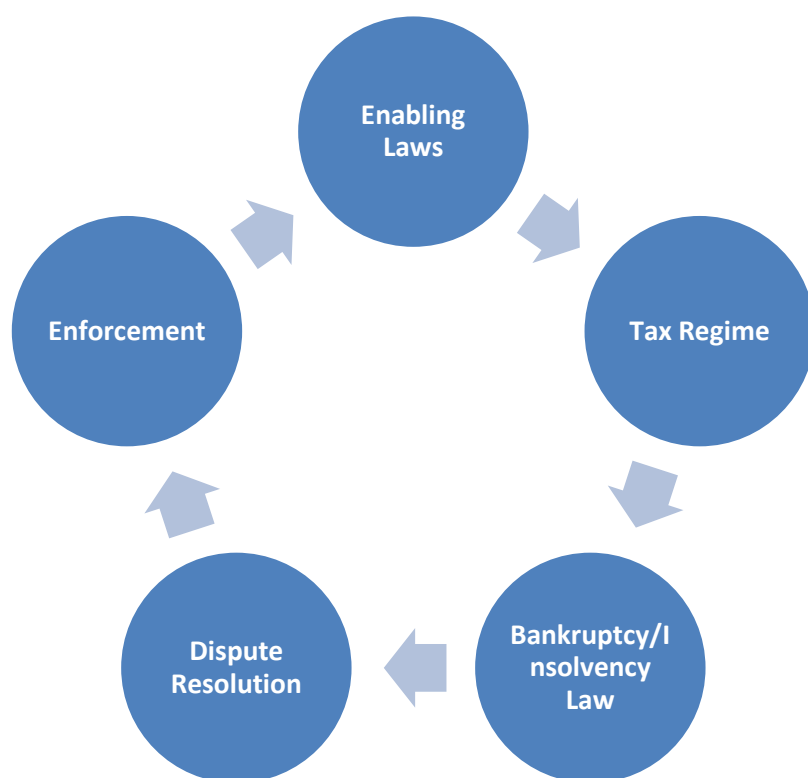 Enabling
Laws
Tax Regime
Bankruptcy/I
nsolvency
Law
Dispute
Resolution
Enforcement